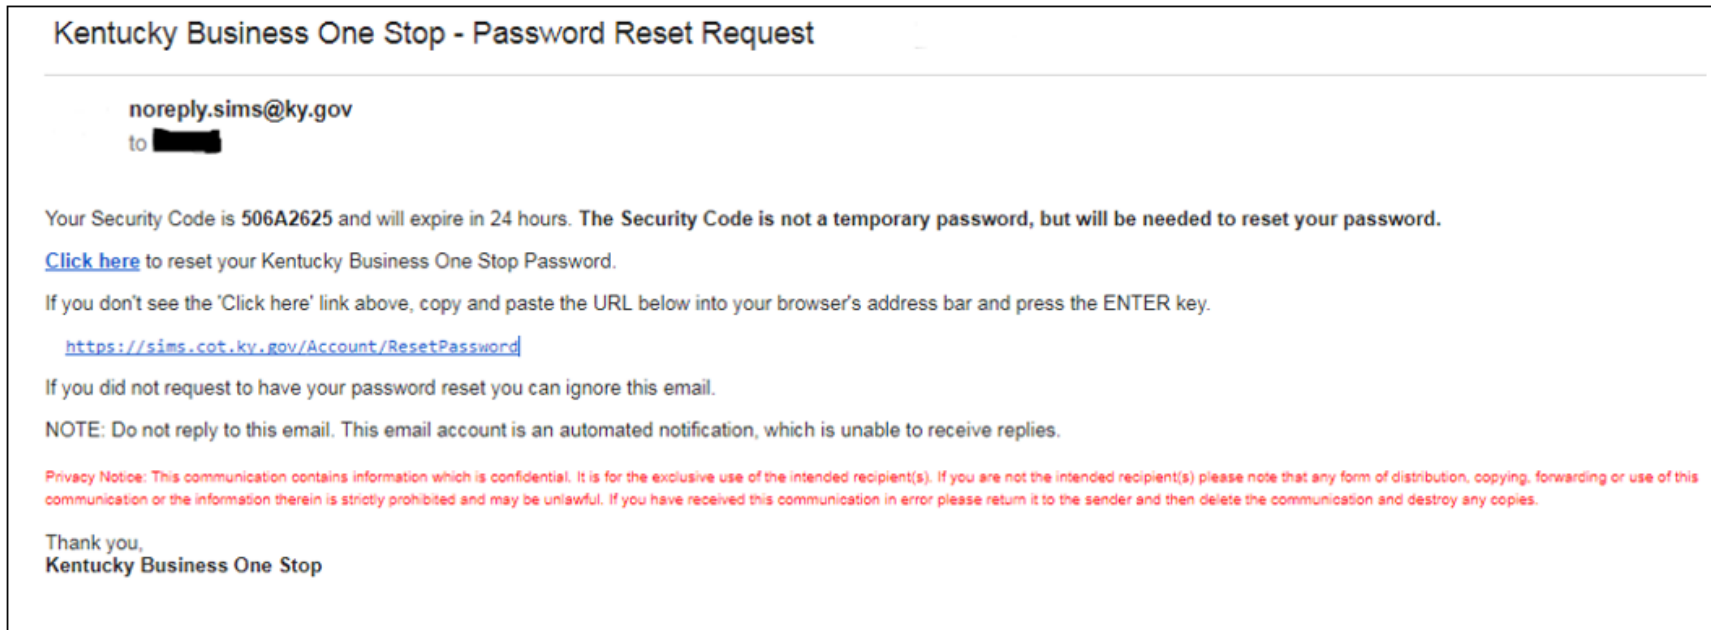 Kentucky Business One Stop - Password Reset Request
noreply.sims@ky.gov
to
Your Security Code is 506A2625 and will expire in 24 hours. The Security Code is not a temporary password, but will be needed to reset your password.
Click here to reset your Kentucky Business One Stop Password.
If you don't see the 'Click here' link above, copy and paste the URL below into your browser's address bar and press the ENTER key.
https://sims.cot.ky.gov/Account/ResetPassword
If you did not request to have your password reset you can ignore this email.
NOTE: Do not reply to this email. This email account is an automated notification, which is unable to receive replies.
Privacy Notice: This communication contains information which is confidential. It is for the exclusive use of the intended recipient(s). If you are not the intended recipient(s) please note that any form of distribution, copying, forwarding or use of this
communication or the information therein is strictly prohibited and may be unlawful. If you have received this communication in error please return it to the sender and then delete the communication and destroy any copies.
Thank you,
Kentucky Business One Stop